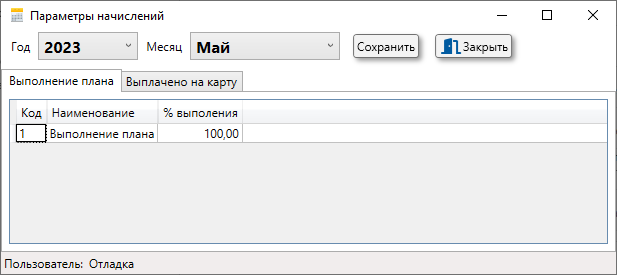 Параметры начислений
Год 2023 Месяц Май Сохранить Закрыть
Выполнение плана Выплачено на карту
Код Наименование % выполения
1 Выполнение плана 100,00
Пользователь: Отладка